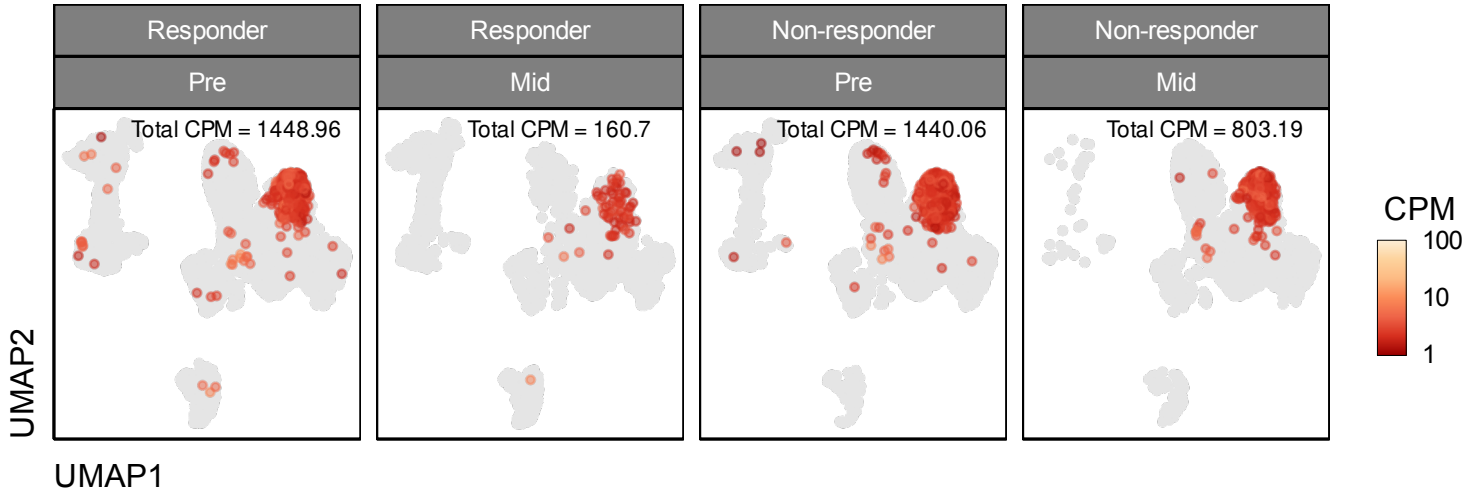 Responder
Responder
Non-responder
Non-responder
Pre
Mid
Pre
Mid
Total CPM = 1448.96
Total CPM = 160.7
Total CPM = 1440.06
Total CPM = 803.19
CPM
100
10
1
UMAP2
UMAP1